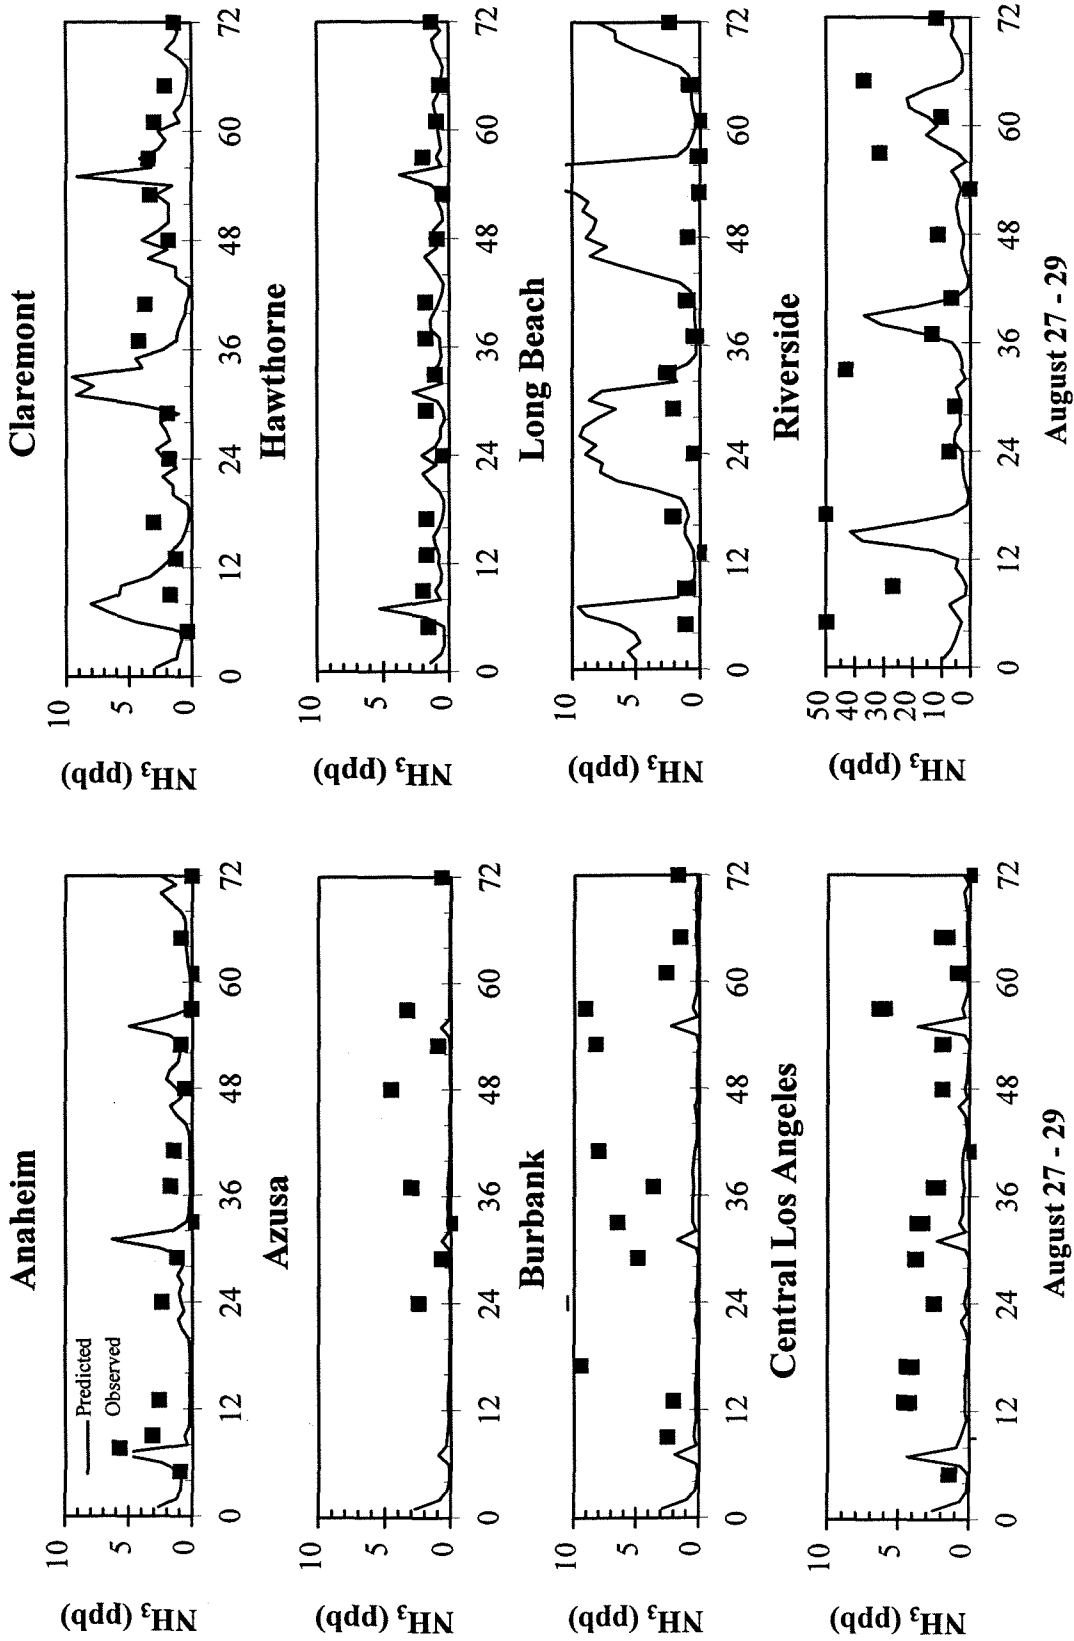 Anaheim
NH3 (ppb)
10
5
0
Predicted
Observed
0 12 24 36 48 60 72
Azusa
NH3 (ppb)
10
5
0
0 12 24 36 48 60 72
Burbank
NH3 (ppb)
10
5
0
0 12 24 36 48 60 72
Central Los Angeles
NH3 (ppb)
10
5
0
0 12 24 36 48 60 72
August 27 - 29
Claremont
NH3 (ppb)
10
5
0
0 12 24 36 48 60 72
Hawthorne
NH3 (ppb)
10
5
0
0 12 24 36 48 60 72
Long Beach
NH3 (ppb)
10
5
0
0 12 24 36 48 60 72
Riverside
NH3 (ppb)
50
40
30
20
10
0
0 12 24 36 48 60 72
August 27 - 29